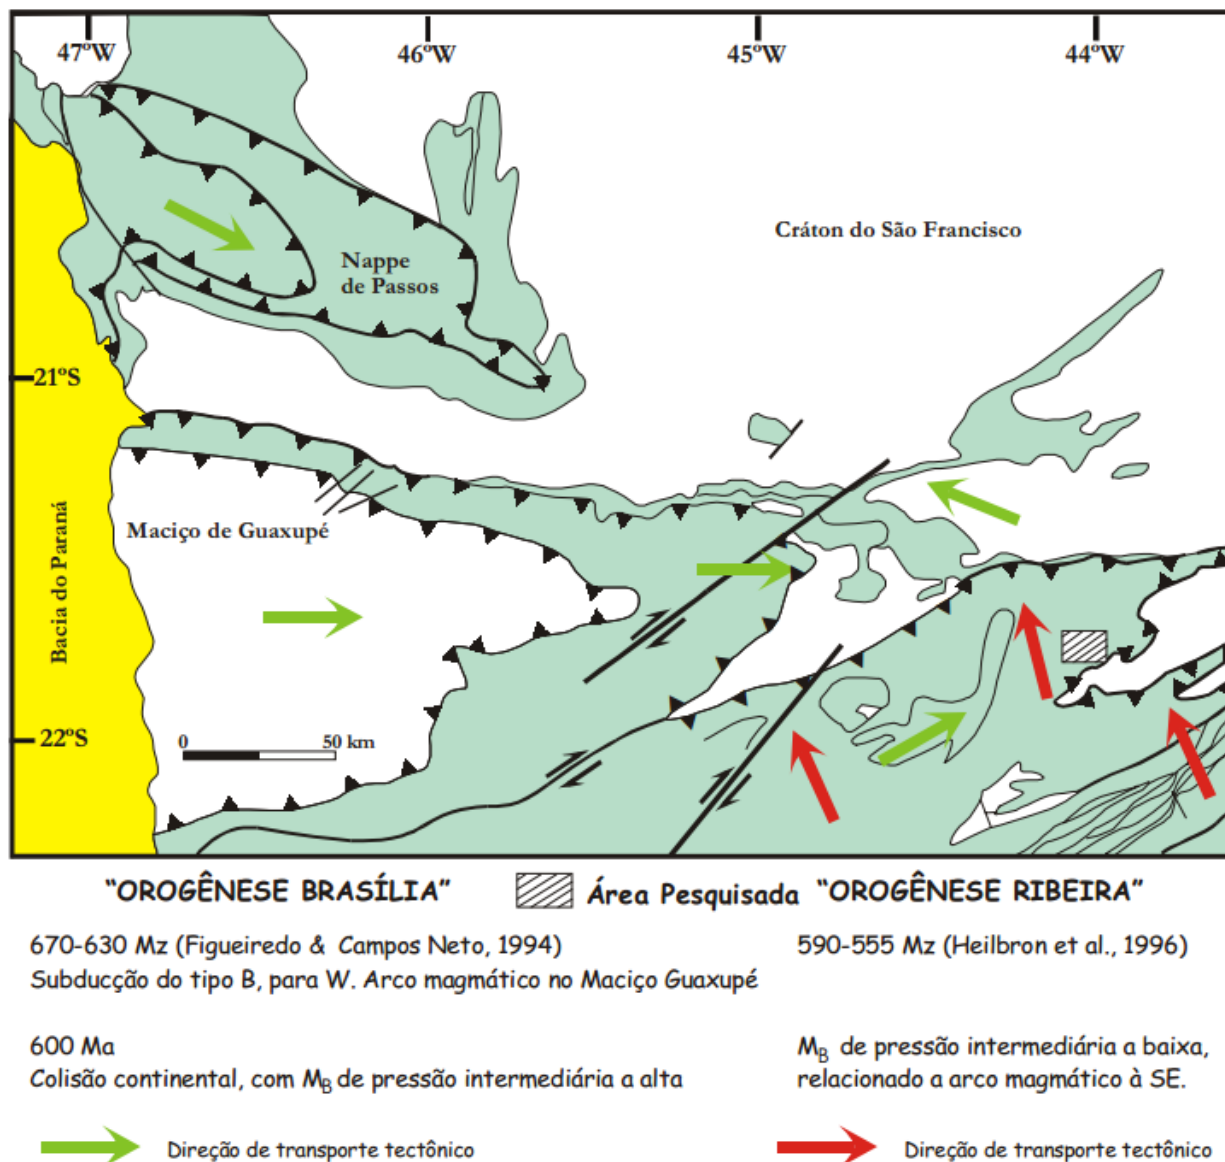 47ºW
46ºW
45ºW
44ºW
Cráton do São Francisco
Nappe
de Passos
21ºS
Maciço de Guaxupé
Bacia do Paraná
22ºS
0
50 km
"OROGÊNESE BRASÍLIA"
Área Pesquisada
"OROGÊNESE RIBEIRA"
670-630 Mz (Figueiredo & Campos Neto, 1994)
590-555 Mz (Heilbron et al., 1996)
Subducção do tipo B, para W. Arco magmático no Maciço Guaxupé
600 Ma
Colisão continental, com MB de pressão intermediária a alta
MB de pressão intermediária a baixa,
relacionado a arco magmático à SE.
Direção de transporte tectônico
Direção de transporte tectônico